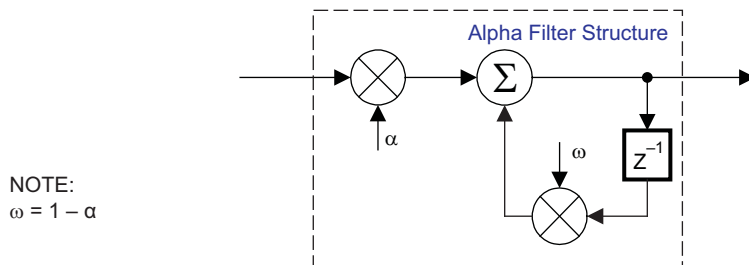 Alpha Filter Structure
Σ
α
ω
Z⁻¹
NOTE:
ω = 1 – α